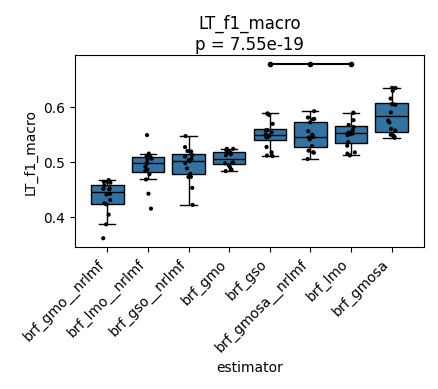 LT_f1_macro
p = 7.55e-19
LT_f1_macro
0.6
0.5
0.4
brf_gmo__nrlmf
brf_lmo__nrlmf
brf_gso__nrlmf
brf_gmo
brf_gso
brf_gmosa__nrlmf
brf_lmo
brf_gmosa
estimator